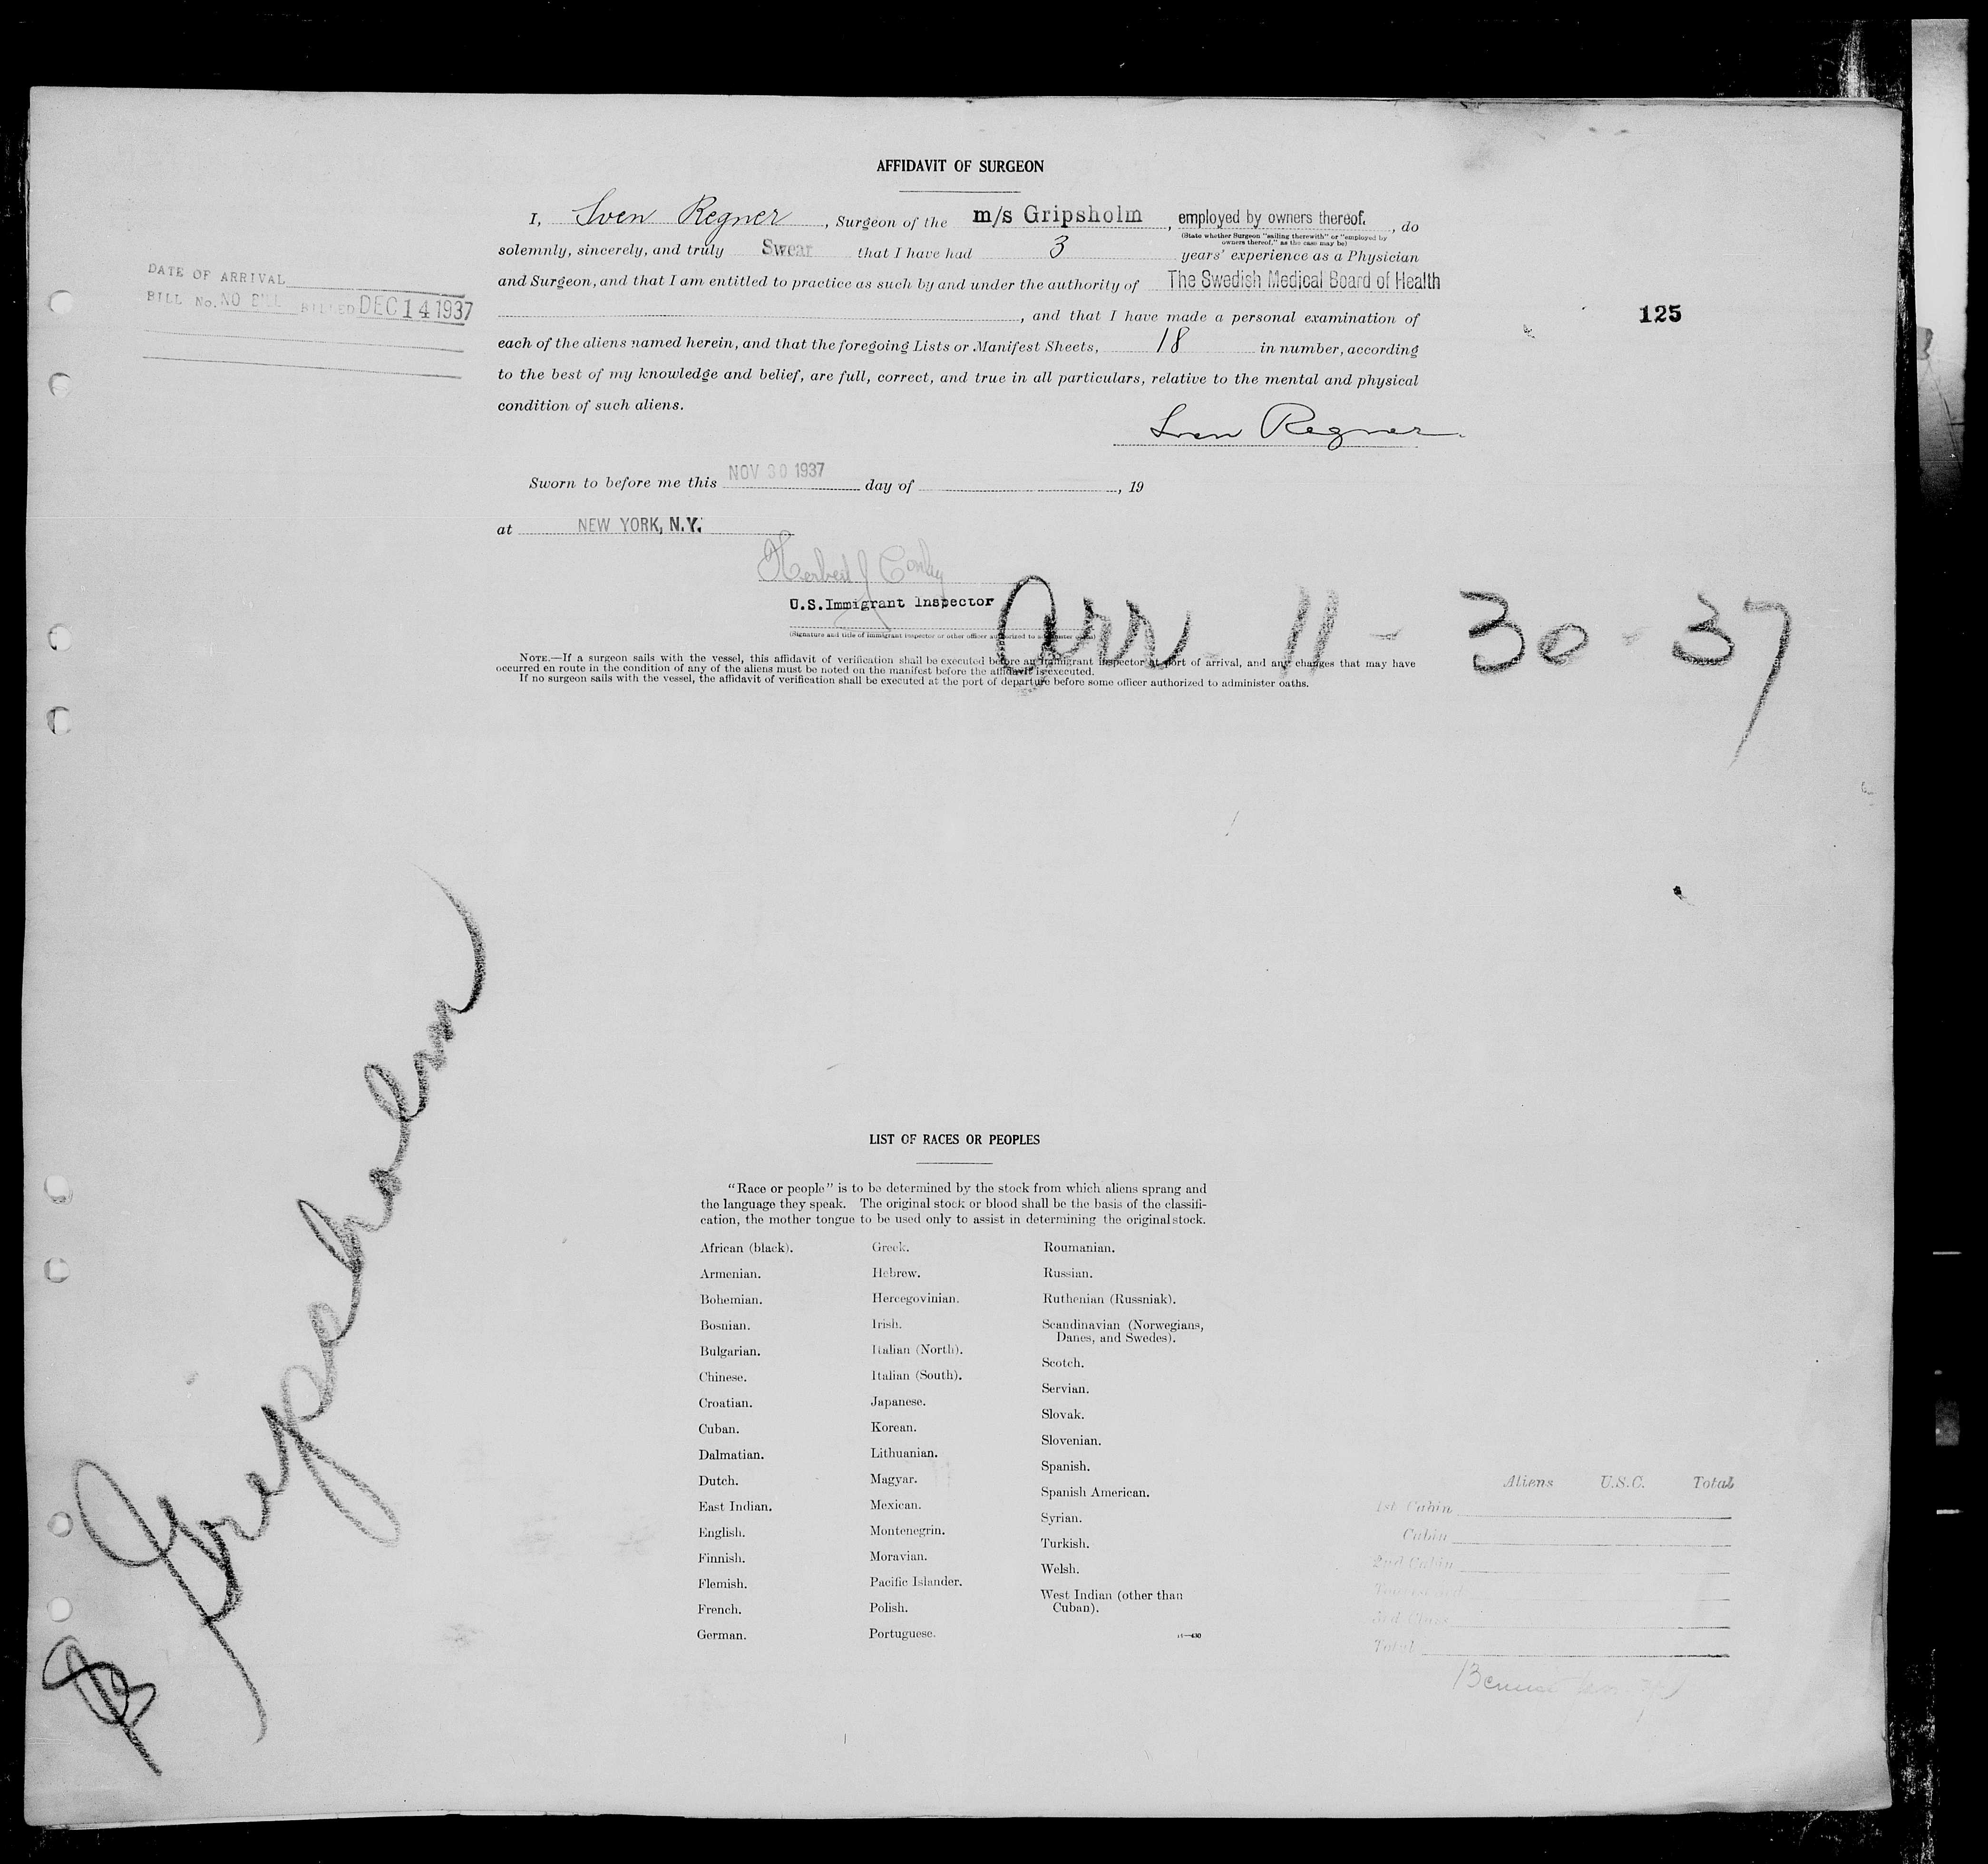 AFFIDAVIT OF SURGEON
I, Sven Regner, Surgeon of the m/s Gripsholm, employed by owners thereof, do
(State whether Surgeon "sailing therewith" or "employed by
owners thereof," as the case may be)
solemnly, sincerely, and truly Swear that I have had 3 years' experience as a Physician
and Surgeon, and that I am entitled to practice as such by and under the authority of The Swedish Medical Board of Health
, and that I have made a personal examination of
each of the aliens named herein, and that the foregoing Lists or Manifest Sheets, 18 in number, according
to the best of my knowledge and belief, are full, correct, and true in all particulars, relative to the mental and physical
condition of such aliens.
DATE OF ARRIVAL
BILL No. NO BILL BILLED DEC 14 1937
125
Sven Regner.
Sworn to before me this NOV 30 1937 day of , 19
at NEW YORK, N.Y.
Herbert J Conley
U.S.Immigrant Inspector
(Signature and title of immigrant inspector or other officer authorized to administer oaths)
Arr - 11 - 30 - 37
NOTE.—If a surgeon sails with the vessel, this affidavit of verification shall be executed before an immigrant inspector at port of arrival, and any changes that may have
occurred en route in the condition of any of the aliens must be noted on the manifest before the affidavit is executed.
If no surgeon sails with the vessel, the affidavit of verification shall be executed at the port of departure before some officer authorized to administer oaths.
Gripsholm
LIST OF RACES OR PEOPLES
"Race or people" is to be determined by the stock from which aliens sprang and
the language they speak. The original stock or blood shall be the basis of the classifi-
cation, the mother tongue to be used only to assist in determining the original stock.
African (black).
Armenian.
Bohemian.
Bosnian.
Bulgarian.
Chinese.
Croatian.
Cuban.
Dalmatian.
Dutch.
East Indian.
English.
Finnish.
Flemish.
French.
German.
Greek.
Hebrew.
Hercegovinian.
Irish.
Italian (North).
Italian (South).
Japanese.
Korean.
Lithuanian.
Magyar.
Mexican.
Montenegrin.
Moravian.
Pacific Islander.
Polish.
Portuguese.
Roumanian.
Russian.
Ruthenian (Russniak).
Scandinavian (Norwegians,
Danes, and Swedes).
Scotch.
Servian.
Slovak.
Slovenian.
Spanish.
Spanish American.
Syrian.
Turkish.
Welsh.
West Indian (other than
Cuban).
Aliens U.S.C. Total
1st Cabin
Cabin
2nd Cabin
3rd Class
Total